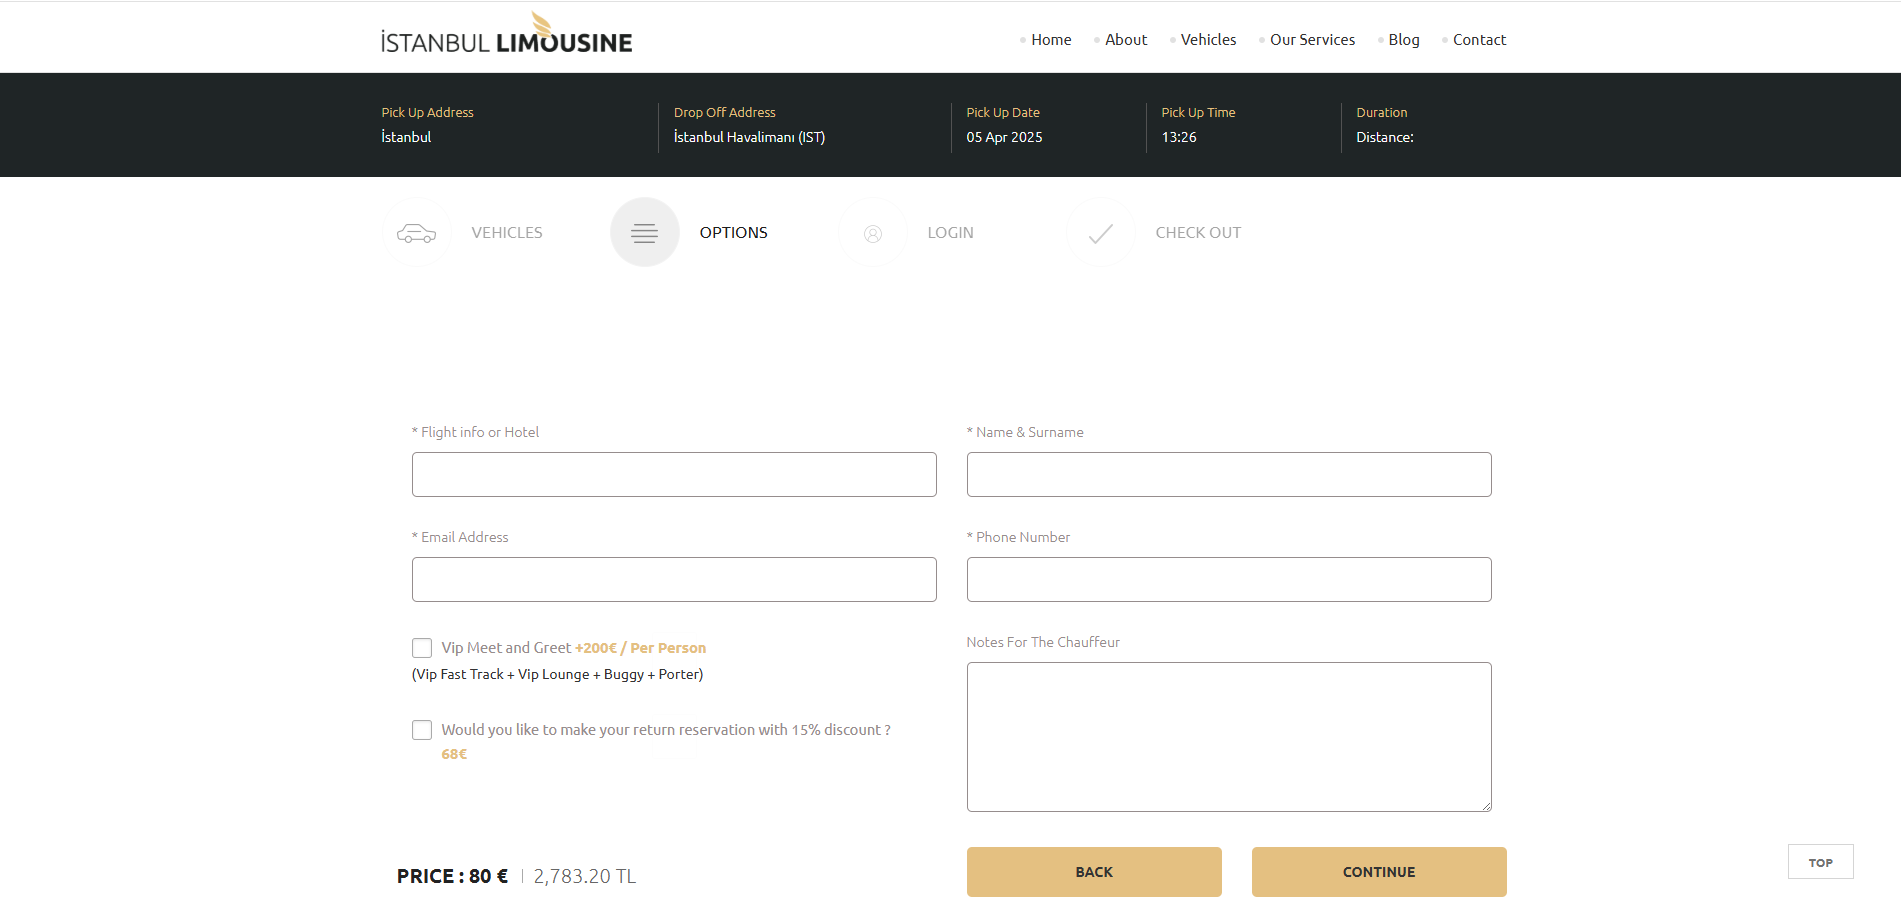 İSTANBUL LIMOUSINE
Home About Vehicles Our Services Blog Contact
Pick Up Address Drop Off Address Pick Up Date Pick Up Time Duration
İstanbul İstanbul Havalimanı (IST) 05 Apr 2025 13:26 Distance:
VEHICLES OPTIONS LOGIN CHECK OUT
* Flight info or Hotel * Name & Surname
* Email Address * Phone Number
Vip Meet and Greet +200€ / Per Person
(Vip Fast Track + Vip Lounge + Buggy + Porter)
Would you like to make your return reservation with 15% discount ?
68€
Notes For The Chauffeur
PRICE : 80 € | 2,783.20 TL
BACK CONTINUE
TOP